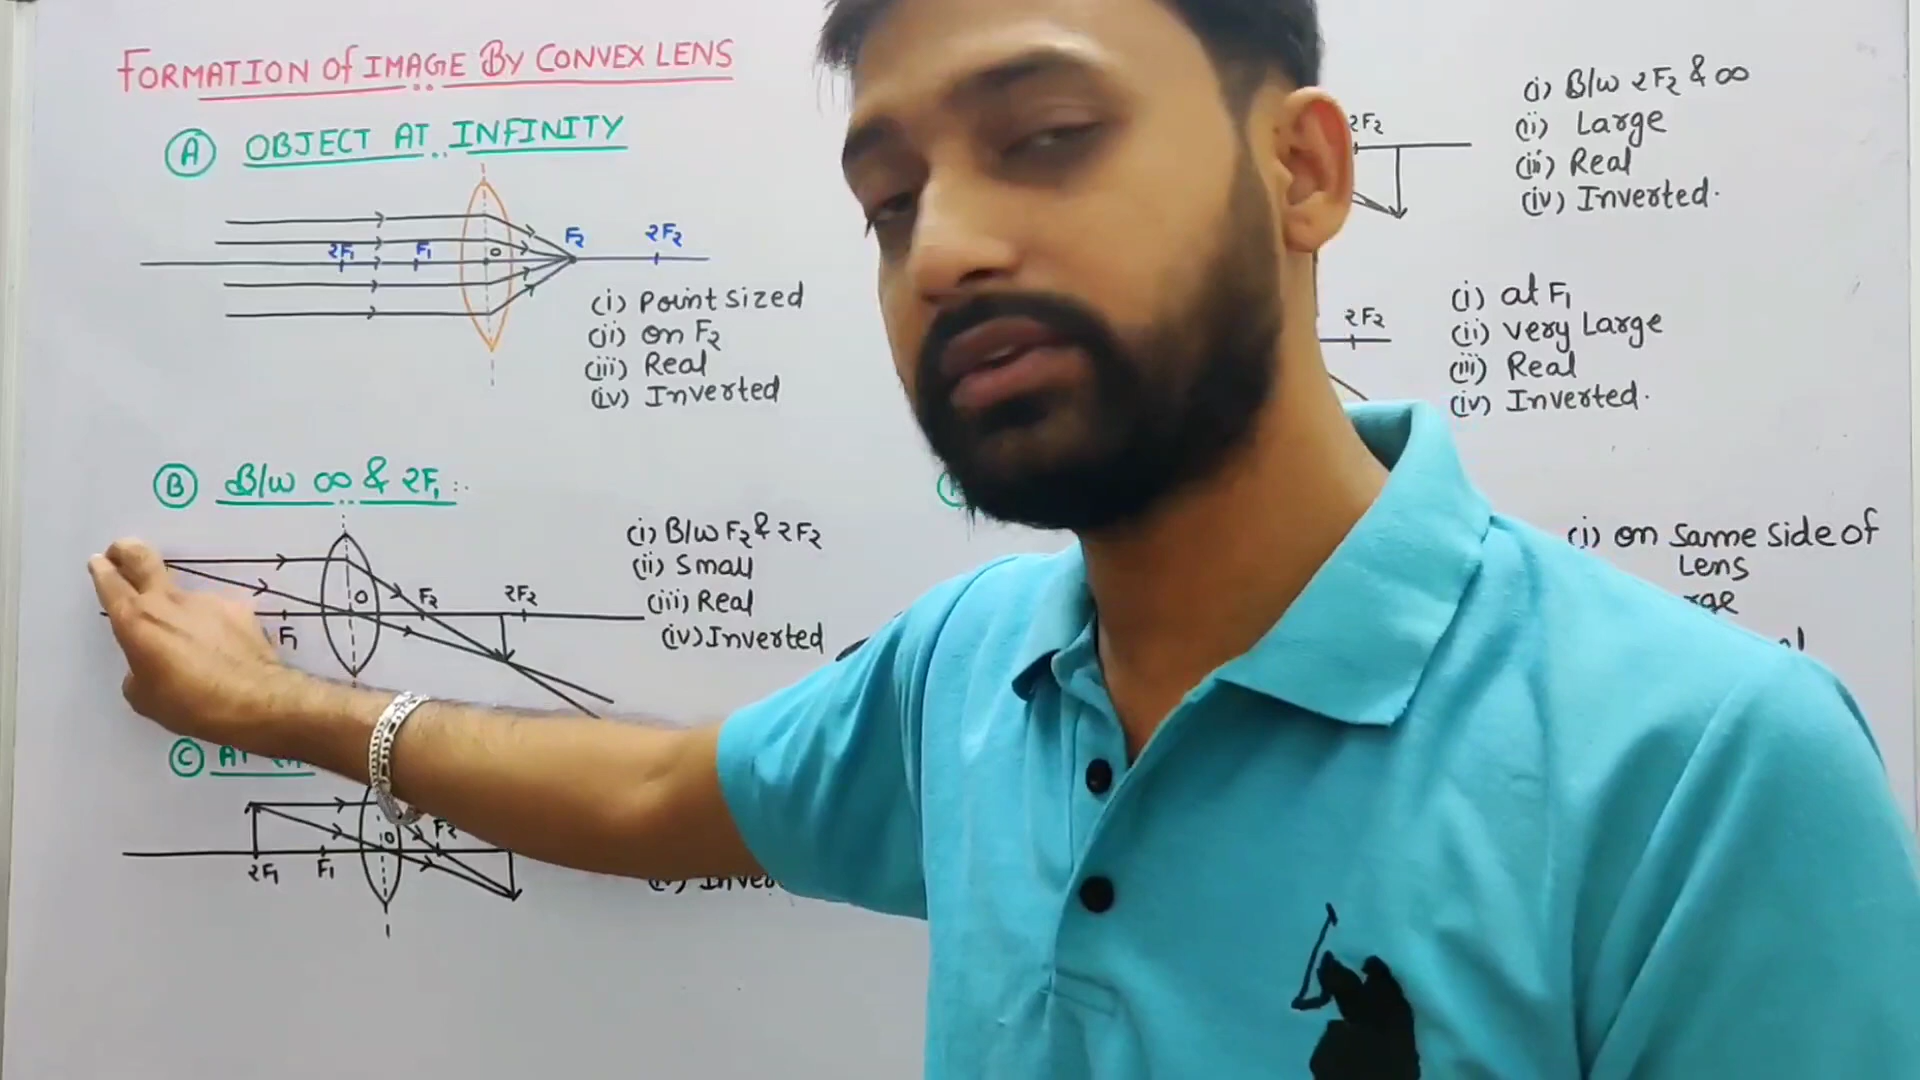 FORMATION Of IMAGE By CONVEX LENS
A OBJECT AT INFINITY
2F1 F1 O F2 2F2
(i) Point sized
(ii) on F2
(iii) Real
(iv) Inverted
B B/w ∞ & 2F1
F1 O F2 2F2
(i) B/w F2 & 2F2
(ii) Small
(iii) Real
(iv) Inverted
C AT
2F1 F1 O F2
2F2
(i) B/w 2F2 & ∞
(ii) Large
(iii) Real
(iv) Inverted.
2F2
(i) at F1
(ii) very Large
(iii) Real
(iv) Inverted.
(i) on Same side of
Lens